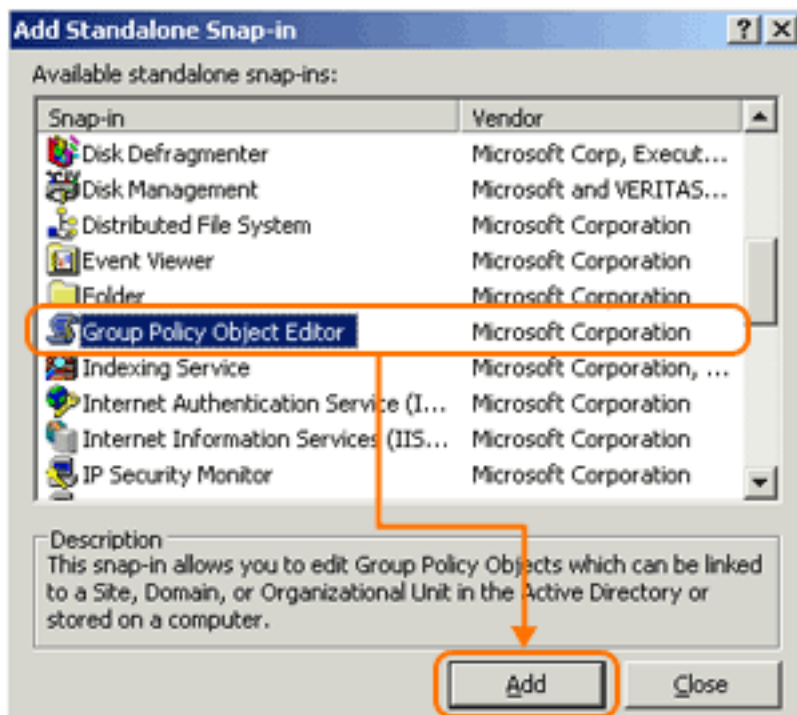 Add Standalone Snap-in
Available standalone snap-ins:
Snap-in Vendor
Disk Defragmenter Microsoft Corp, Execut...
Disk Management Microsoft and VERITAS...
Distributed File System Microsoft Corporation
Event Viewer Microsoft Corporation
Folder Microsoft Corporation
Group Policy Object Editor Microsoft Corporation
Indexing Service Microsoft Corporation, ...
Internet Authentication Service (I... Microsoft Corporation
Internet Information Services (IIS... Microsoft Corporation
IP Security Monitor Microsoft Corporation
Description
This snap-in allows you to edit Group Policy Objects which can be linked
to a Site, Domain, or Organizational Unit in the Active Directory or
stored on a computer.
Add Close